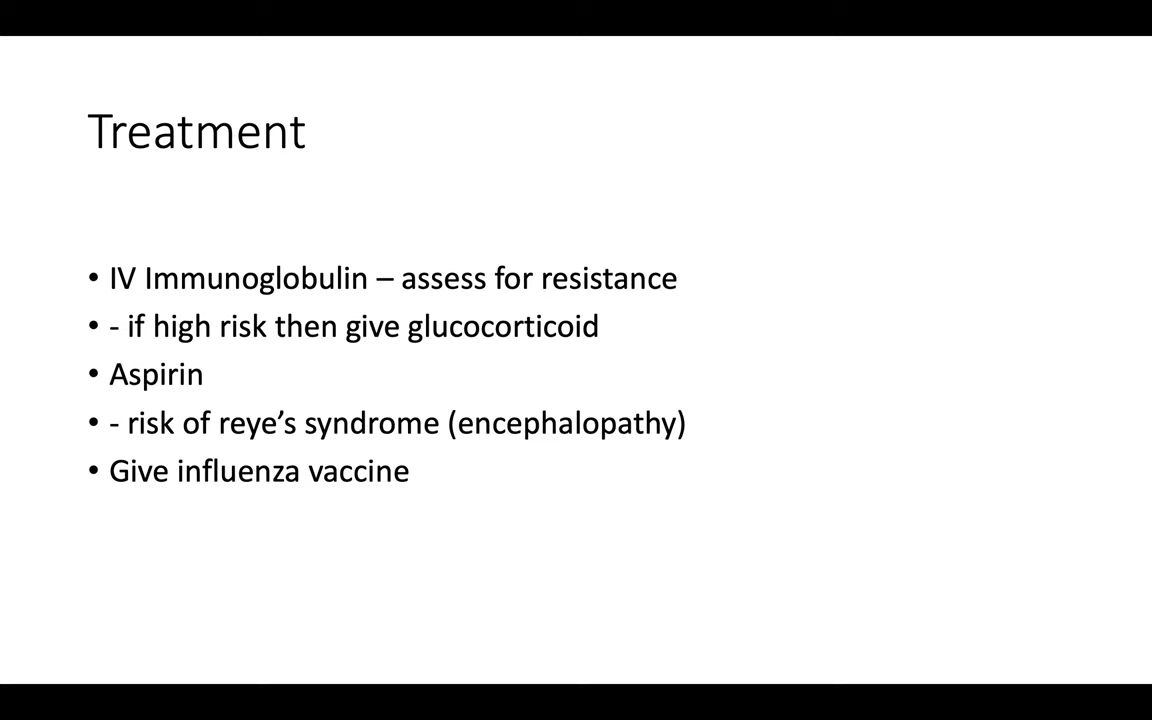 Treatment
• IV Immunoglobulin – assess for resistance
• - if high risk then give glucocorticoid
• Aspirin
• - risk of reye’s syndrome (encephalopathy)
• Give influenza vaccine